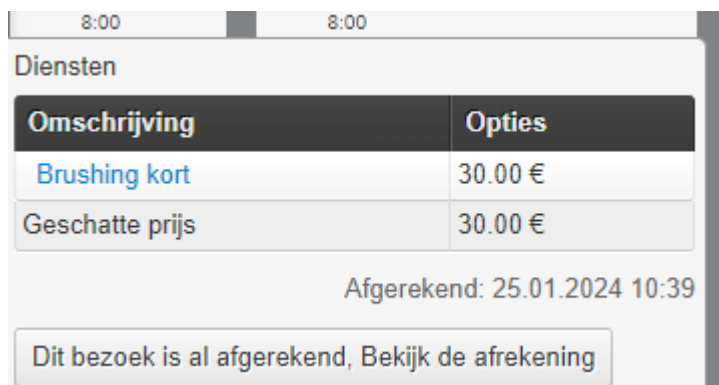 8:00 8:00
Diensten
Omschrijving Opties
Brushing kort 30.00 €
Geschatte prijs 30.00 €
Afgerekend: 25.01.2024 10:39
Dit bezoek is al afgerekend, Bekijk de afrekening